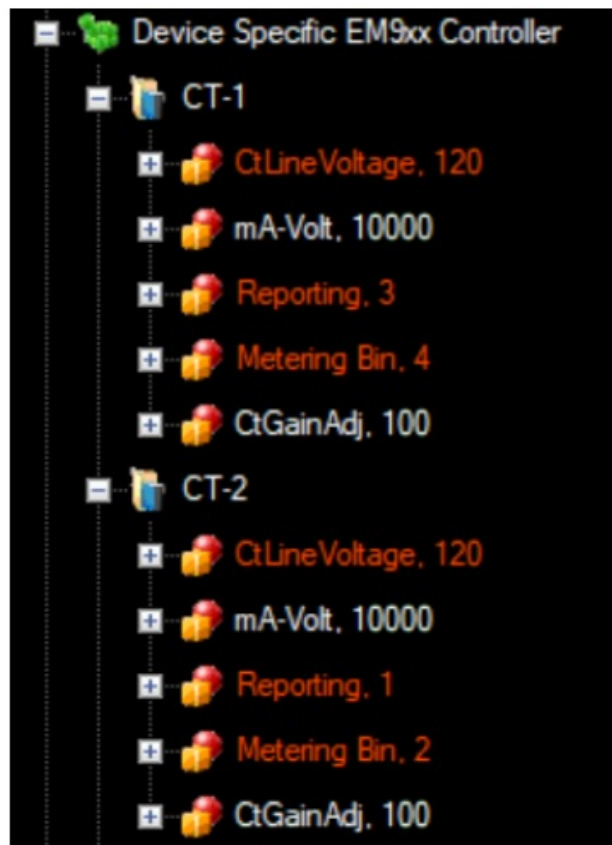 Device Specific EM9xx Controller
CT-1
CtLineVoltage, 120
mA-Volt, 10000
Reporting, 3
Metering Bin, 4
CtGainAdj, 100
CT-2
CtLineVoltage, 120
mA-Volt, 10000
Reporting, 1
Metering Bin, 2
CtGainAdj, 100